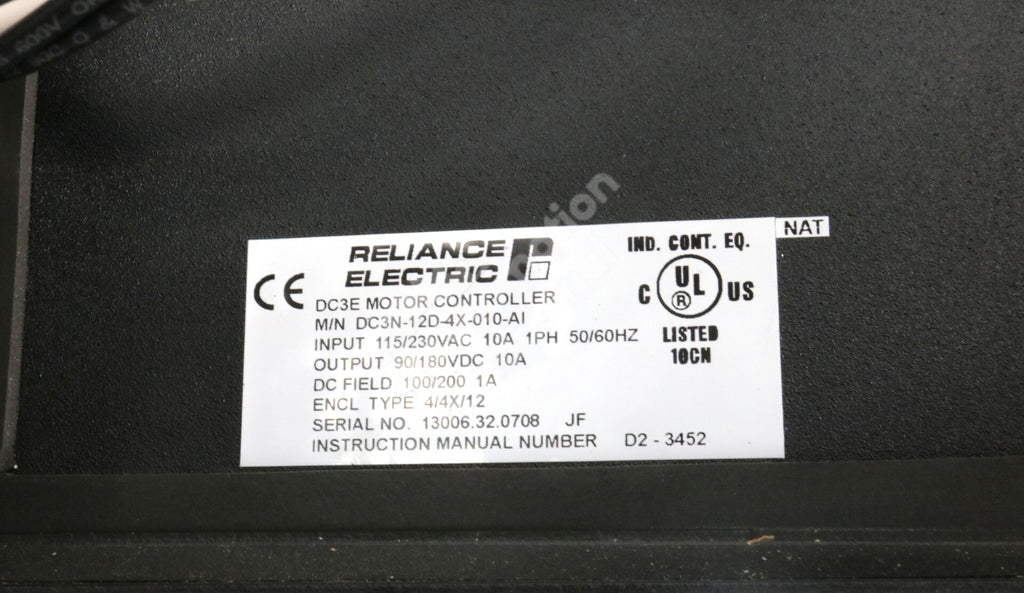 600V
RELIANCE
ELECTRIC
CE
DC3E MOTOR CONTROLLER
M/N DC3N-12D-4X-010-AI
INPUT 115/230VAC 10A 1PH 50/60HZ
OUTPUT 90/180VDC 10A
DC FIELD 100/200 1A
ENCL TYPE 4/4X/12
SERIAL NO. 13006.32.0708 JF
INSTRUCTION MANUAL NUMBER D2 - 3452
IND. CONT. EQ.
C UL US
®
LISTED
10CN
NAT